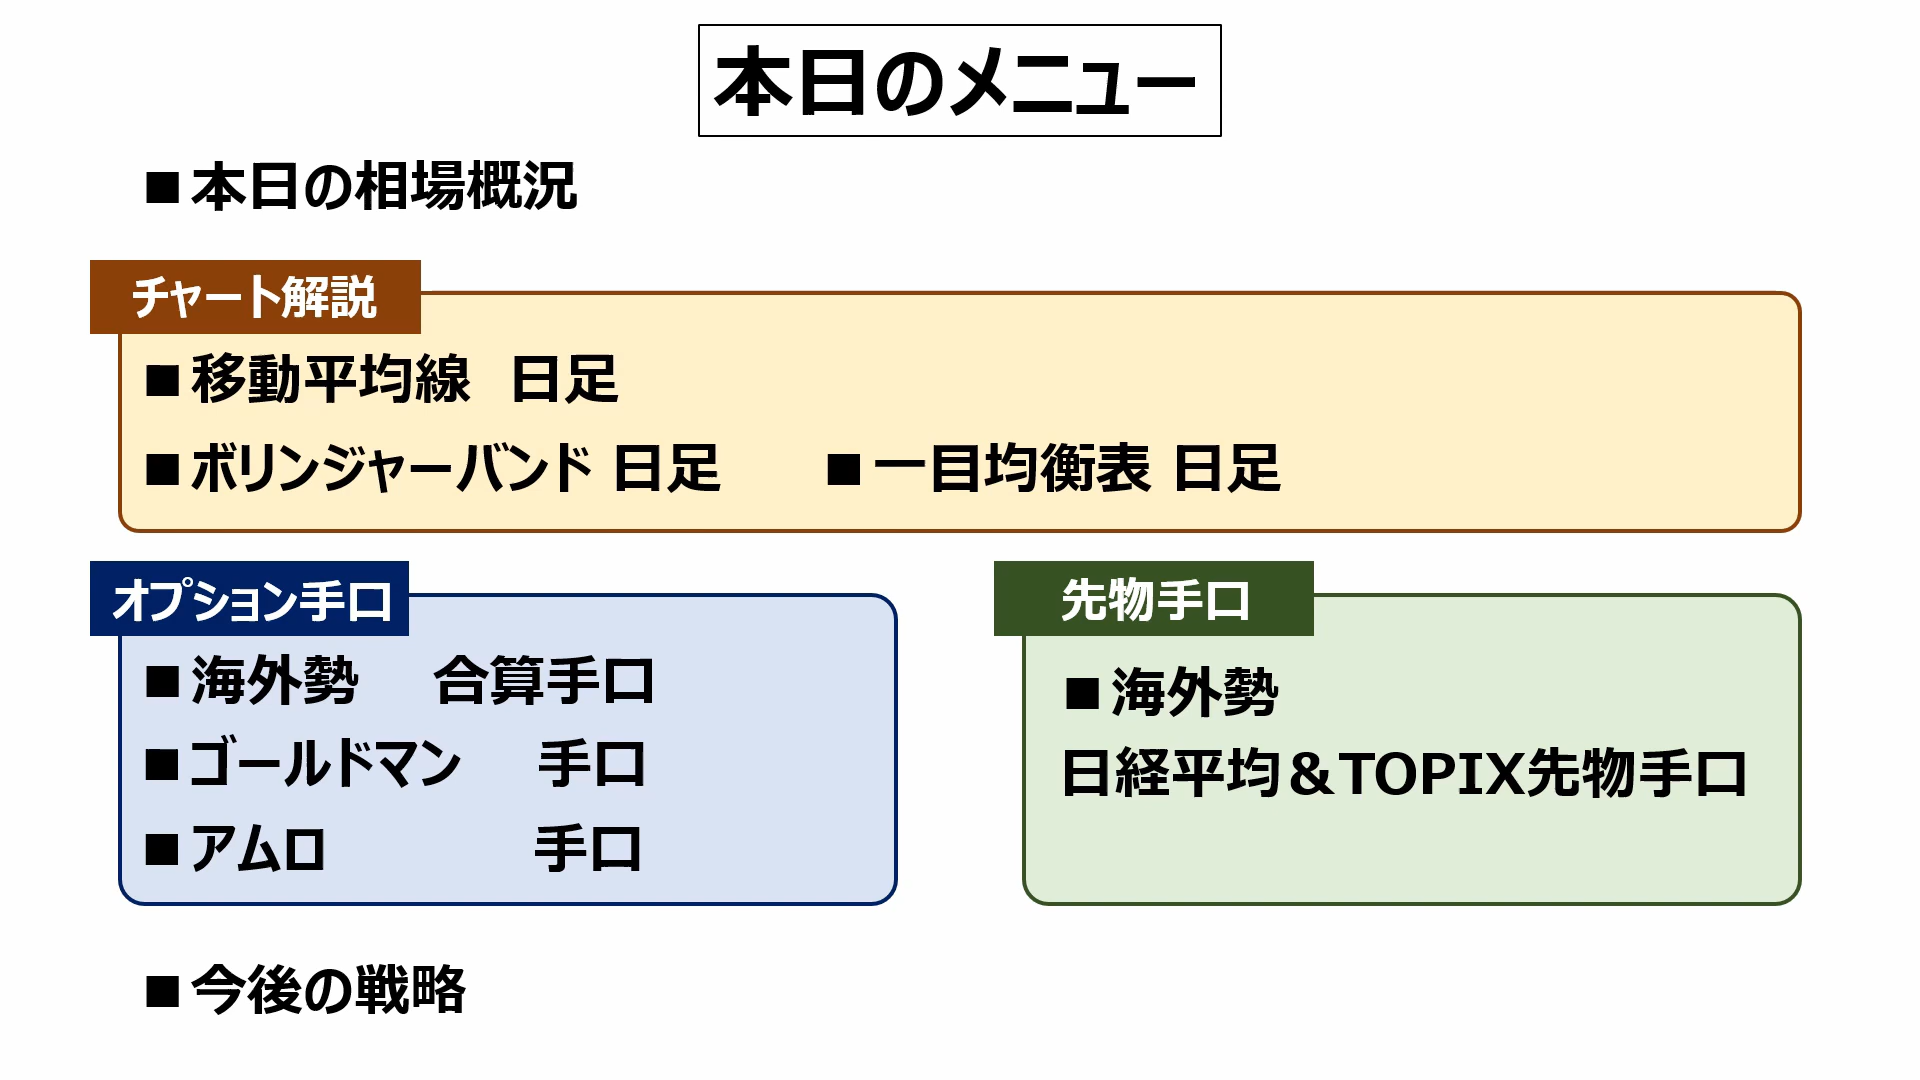 本日のメニュー
■本日の相場概況
チャート解説
■移動平均線 日足
■ボリンジャーバンド 日足 ■一目均衡表 日足
オプション手口
■海外勢 合算手口
■ゴールドマン 手口
■アムロ 手口
先物手口
■海外勢
日経平均＆TOPIX先物手口
■今後の戦略